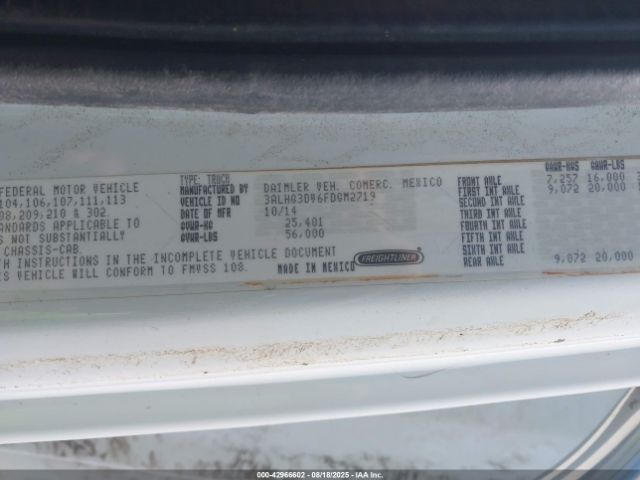 FEDERAL MOTOR VEHICLE
104,106,107,111,113
08,209,210 & 302.
TANDARDS APPLICABLE TO
S NOT SUBSTANTIALLY
CHASSIS-CAB
TH INSTRUCTIONS IN THE INCOMPLETE VEHICLE DOCUMENT
IS VEHICLE WILL CONFORM TO FMVSS 108.
TYPE: TRUCK
MANUFACTURED BY DAIMLER VEH. COMERC. MEXICO
VEHICLE ID NO 3ALHG3DV6FDGM2719
DATE OF MFR 10/14
GVWR-KG 25,401
GVWR-LBS 56,000
MADE IN MEXICO
FREIGHTLINER
GAWR-KGS GAWR-LBS
FRONT AXLE 7,257 16,000
FIRST INT AXLE 9,072 20,000
SECOND INT AXLE
THIRD INT AXLE
FOURTH INT AXLE
FIFTH INT AXLE
SIXTH INT AXLE
REAR AXLE 9,072 20,000
000-42966602 - 08/18/2025 - COPYRIGHT © IAA, LLC.